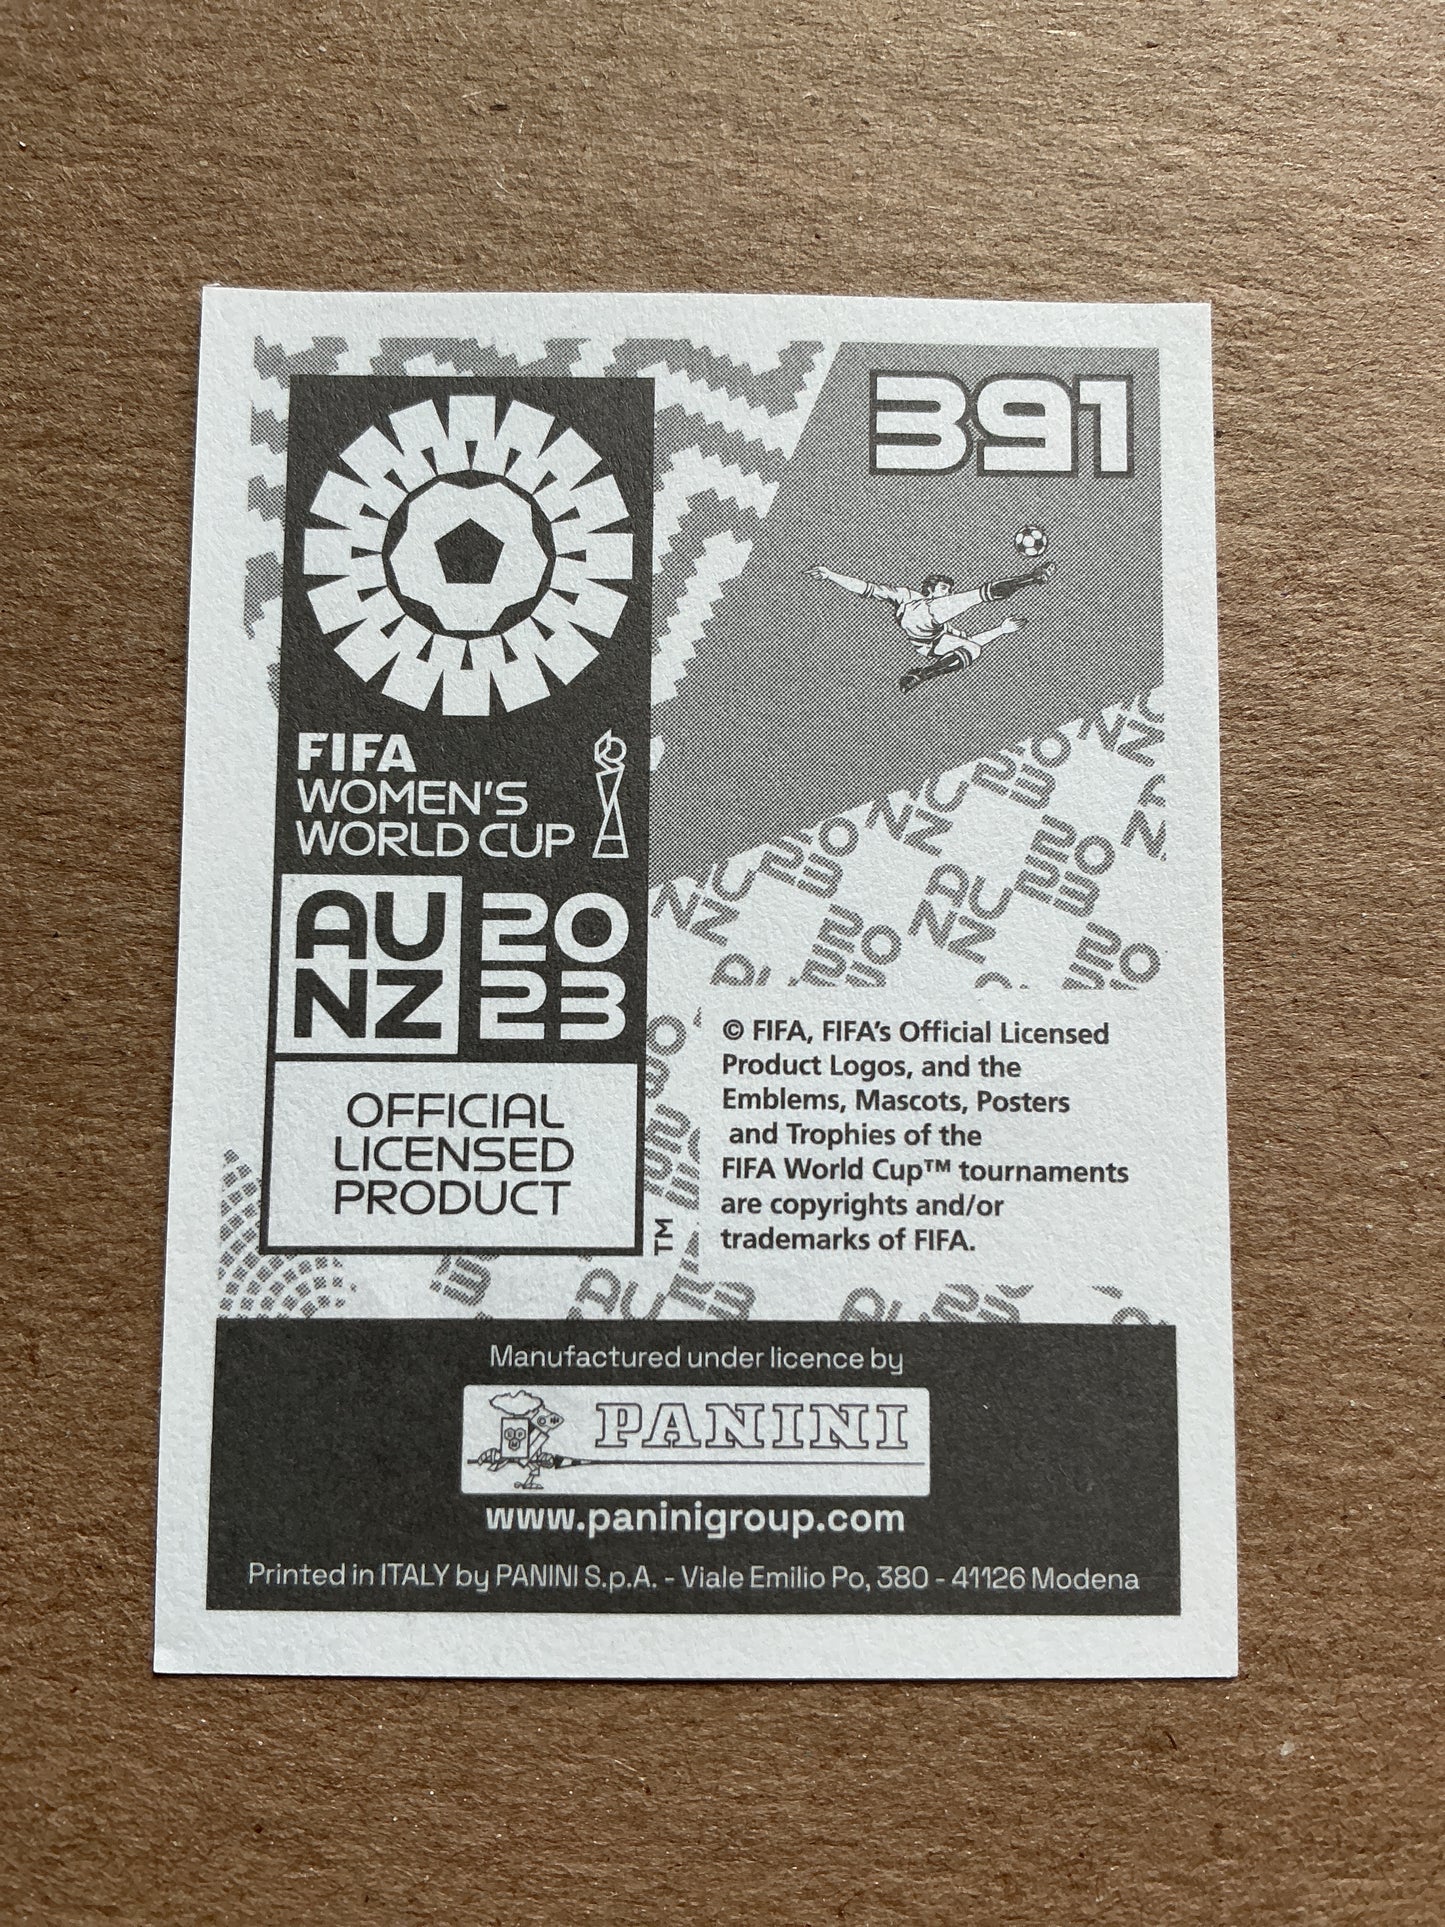 391
FIFA
WOMEN'S
WORLD CUP
AU 20
NZ 23
OFFICIAL
LICENSED
PRODUCT
TM
© FIFA, FIFA's Official Licensed
Product Logos, and the
Emblems, Mascots, Posters
and Trophies of the
FIFA World Cup™ tournaments
are copyrights and/or
trademarks of FIFA.
Manufactured under licence by
PANINI
www.paninigroup.com
Printed in ITALY by PANINI S.p.A. - Viale Emilio Po, 380 - 41126 Modena